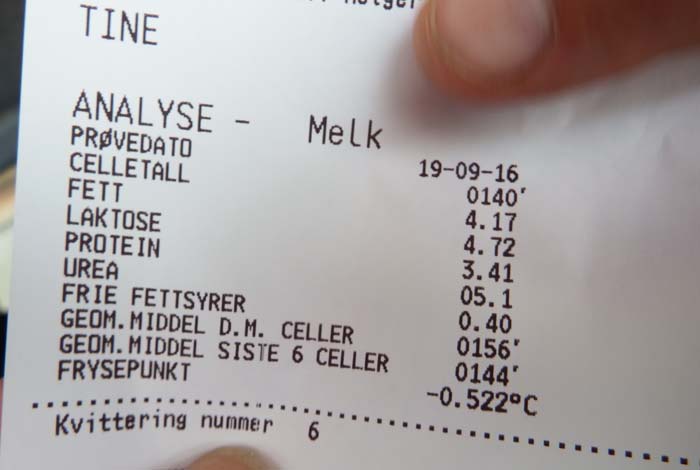 TINE
ANALYSE - Melk
PRØVEDATO 19-09-16
CELLETALL 0140'
FETT 4.17
LAKTOSE 4.72
PROTEIN 3.41
UREA 05.1
FRIE FETTSYRER 0.40
GEOM.MIDDEL D.M. CELLER 0156'
GEOM.MIDDEL SISTE 6 CELLER 0144'
FRYSEPUNKT -0.522°C
Kvittering nummer 6